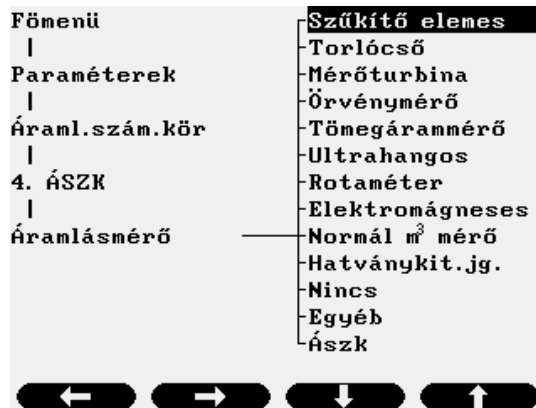 Fömenü
Paraméterek
Áraml.szám.kör
4. ÁSZK
Áramlásmérő
Szűkítő elemes
Torlócső
Mérőturbina
Örvénymérő
Tömegárammérő
Ultrahangos
Rotaméter
Elektromágneses
Normál m³ mérő
Hatványkit.jg.
Nincs
Egyéb
Ászk